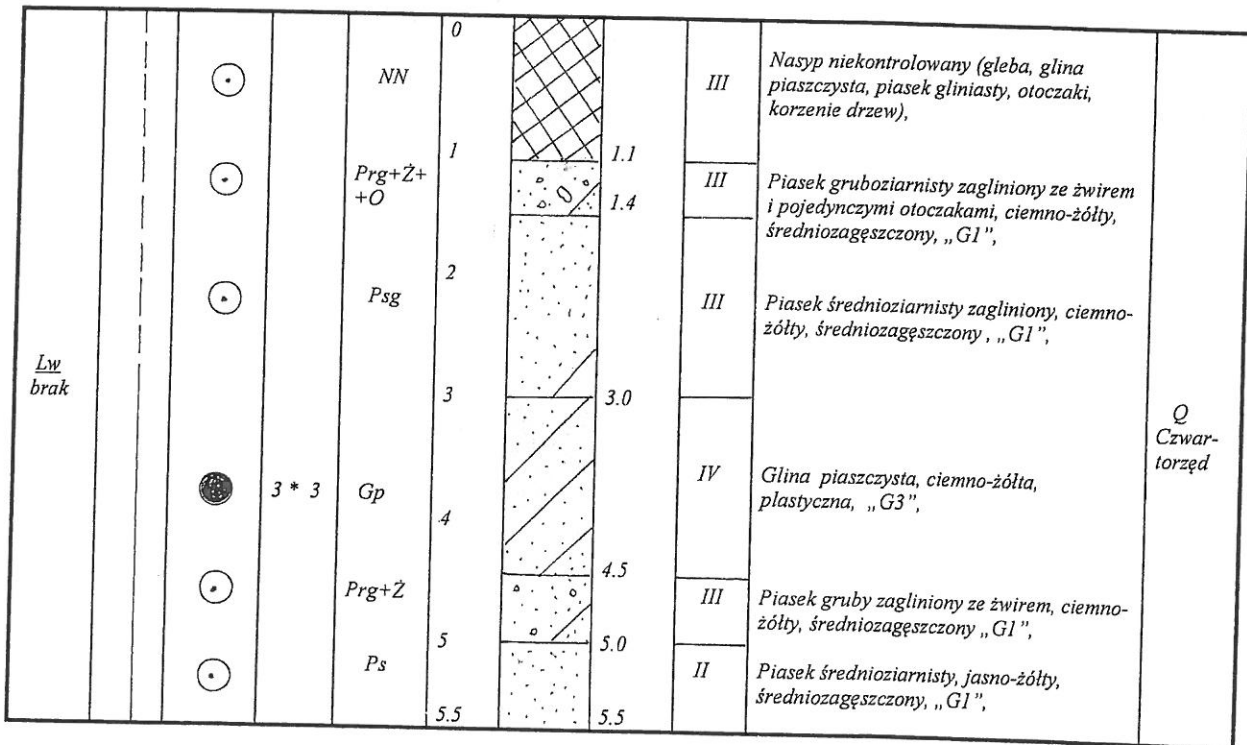 0
NN
III
Nasyp niekontrolowany (gleba, glina
piaszczysta, piasek gliniasty, otoczaki,
korzenie drzew),
1
1.1
Prg+Ż+
+O
1.4
III
Piasek gruboziarnisty zagliniony ze żwirem
i pojedynczymi otoczakami, ciemno-żółty,
średniozagęszczony, „G1”,
2
Psg
III
Piasek średnioziarnisty zagliniony, ciemno-
żółty, średniozagęszczony , „G1”,
Lw
brak
3
3.0
Q
Czwar-
torzęd
3 * 3
Gp
IV
Glina piaszczysta, ciemno-żółta,
plastyczna, „G3”,
4
4.5
Prg+Ż
III
Piasek gruby zagliniony ze żwirem, ciemno-
żółty, średniozagęszczony „G1”,
5
5.0
Ps
II
Piasek średnioziarnisty, jasno-żółty,
średniozagęszczony, „G1”,
5.5
5.5